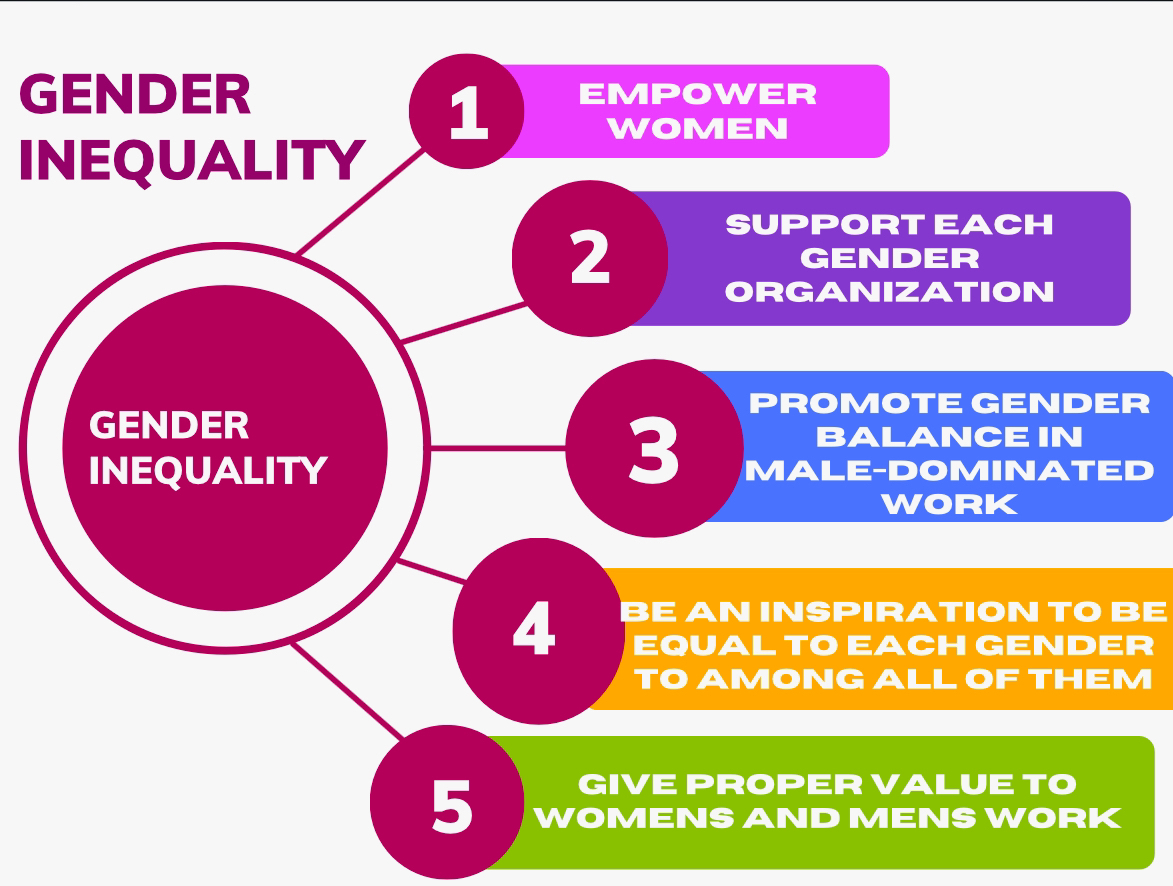 GENDER
INEQUALITY
GENDER
INEQUALITY
1
EMPOWER
WOMEN
2
SUPPORT EACH
GENDER
ORGANIZATION
3
PROMOTE GENDER
BALANCE IN
MALE-DOMINATED
WORK
4
BE AN INSPIRATION TO BE
EQUAL TO EACH GENDER
TO AMONG ALL OF THEM
5
GIVE PROPER VALUE TO
WOMENS AND MENS WORK